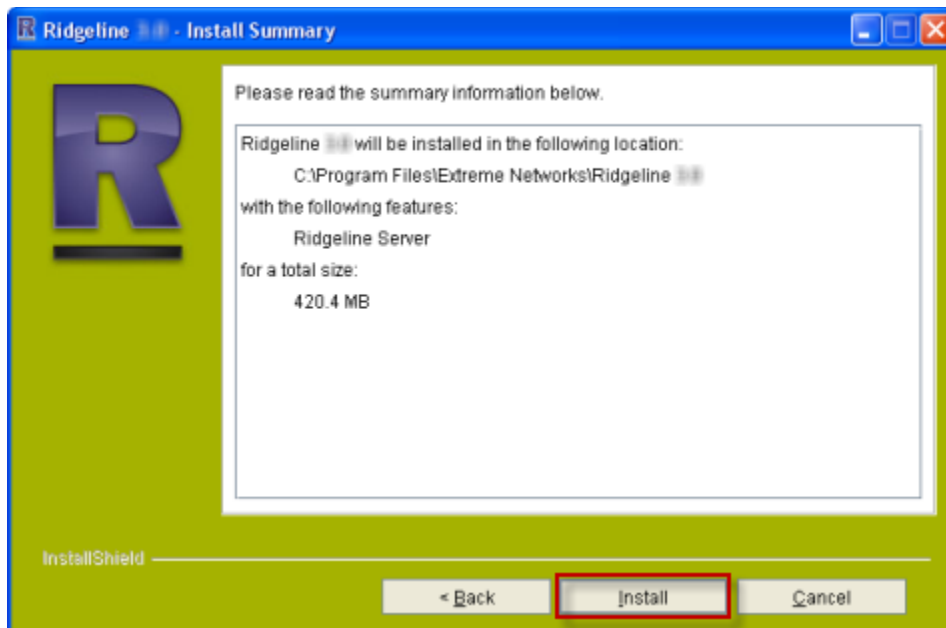 Ridgeline - Install Summary
R
Please read the summary information below.
Ridgeline will be installed in the following location:
C:\Program Files\Extreme Networks\Ridgeline
with the following features:
Ridgeline Server
for a total size:
420.4 MB
InstallShield
< Back Install Cancel